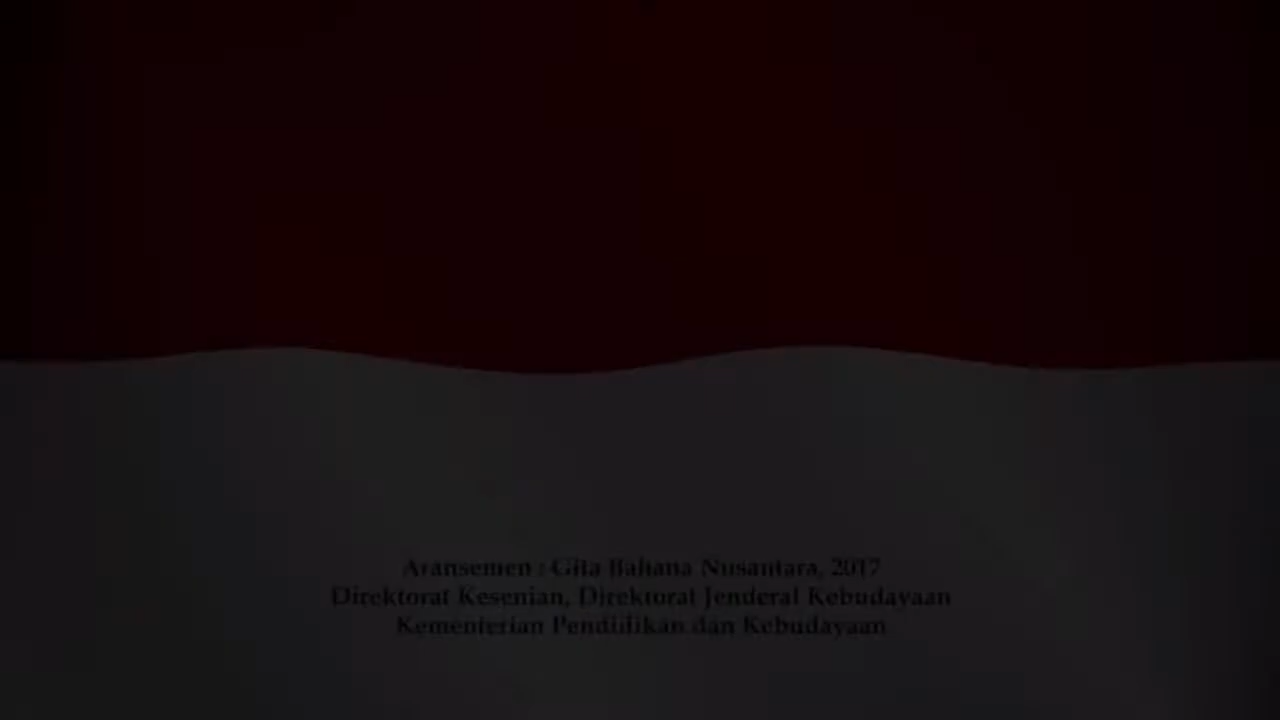 Aransemen : Gita Bahana Nusantara, 2017
Direktorat Kesenian, Direktorat Jenderal Kebudayaan
Kementerian Pendidikan dan Kebudayaan